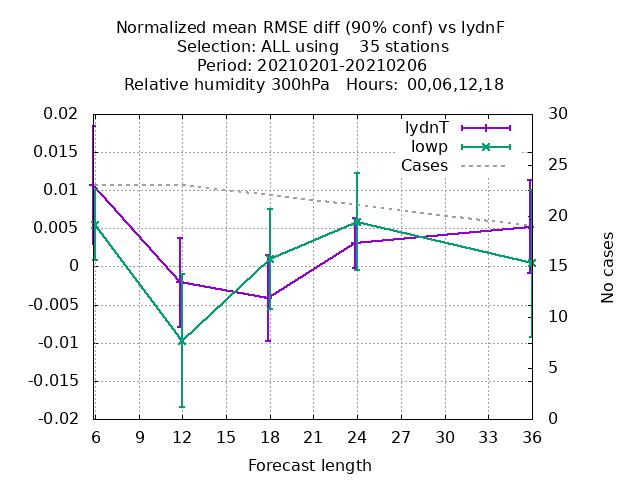 Normalized mean RMSE diff (90% conf) vs lydnF
Selection: ALL using 35 stations
Period: 20210201-20210206
Relative humidity 300hPa Hours: 00,06,12,18
lydnT
lowp
Cases
0.02
0.015
0.01
0.005
0
-0.005
-0.01
-0.015
-0.02
30
25
20
15
10
5
0
No cases
6 9 12 15 18 21 24 27 30 33 36
Forecast length